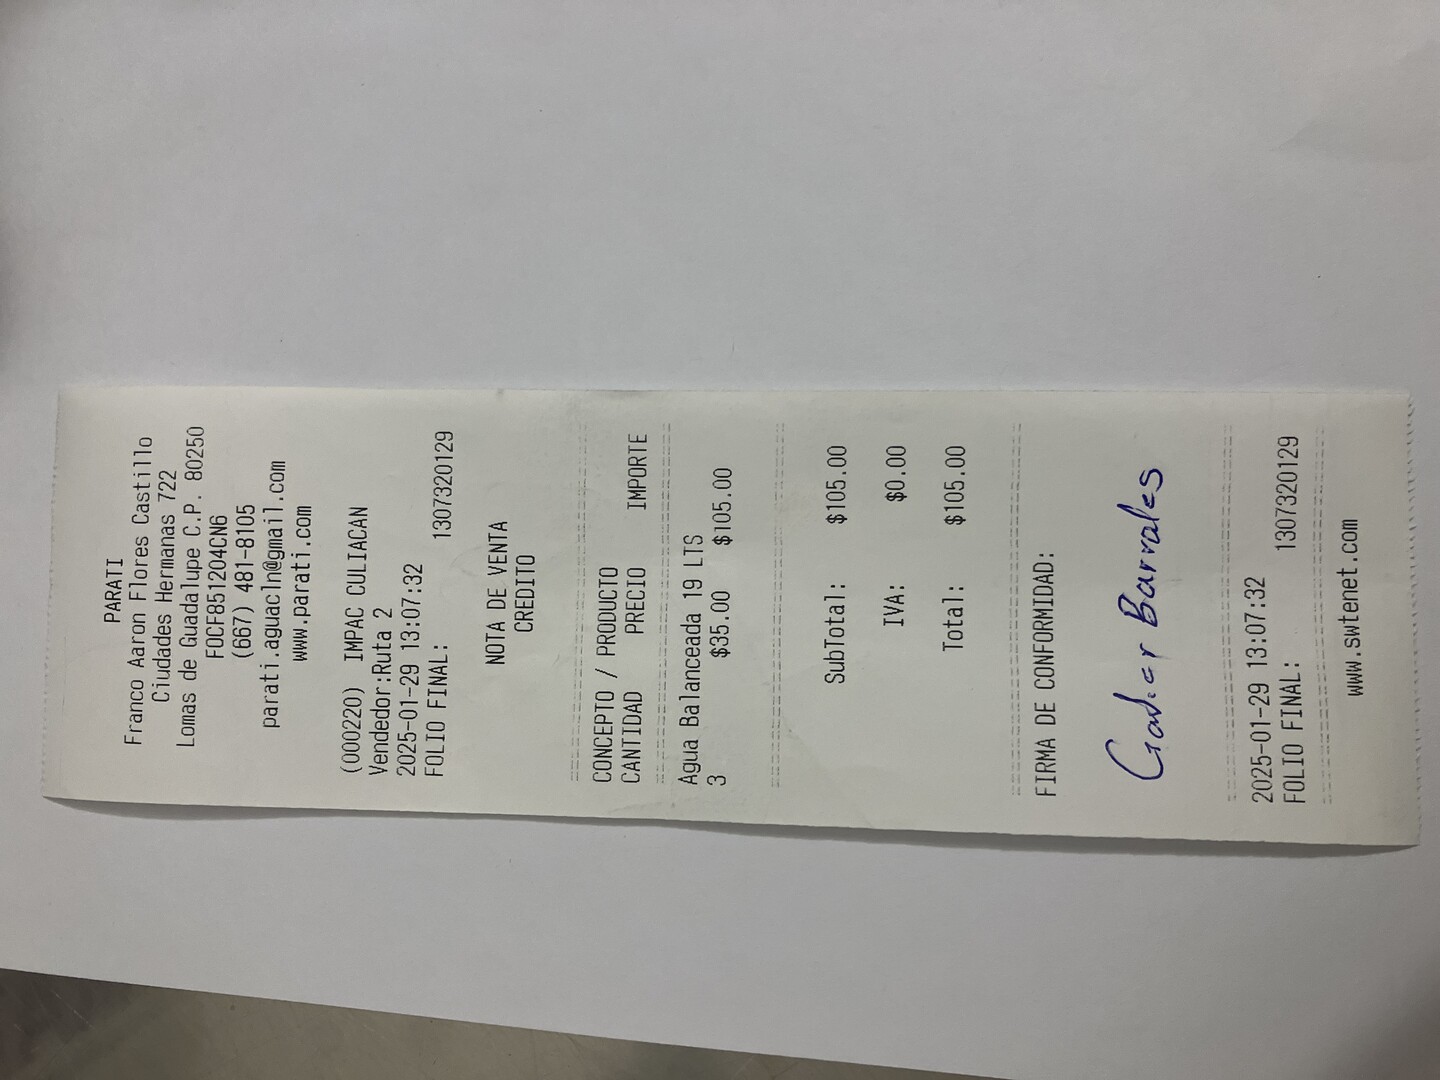 PARATI
Franco Aaron Flores Castillo
Ciudades Hermanas 722
Lomas de Guadalupe C.P. 80250
FOCF851204CN6
(667) 481-8105
parati.aguacln@gmail.com
www.parati.com
(000220) IMPAC CULIACAN
Vendedor:Ruta 2
2025-01-29 13:07:32
FOLIO FINAL: 1307320129
NOTA DE VENTA
CREDITO
CONCEPTO / PRODUCTO
CANTIDAD PRECIO IMPORTE
Agua Balanceada 19 LTS
3 $35.00 $105.00
SubTotal: $105.00
IVA: $0.00
Total: $105.00
FIRMA DE CONFORMIDAD:
Barrales
2025-01-29 13:07:32
FOLIO FINAL: 1307320129
www.swtenet.com